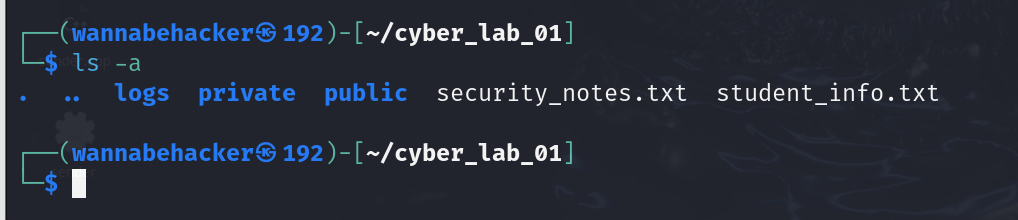 ┌──(wannabehacker㉿192)-[~/cyber_lab_01]
└─$ ls -a
.  ..  logs  private  public  security_notes.txt  student_info.txt
┌──(wannabehacker㉿192)-[~/cyber_lab_01]
└─$